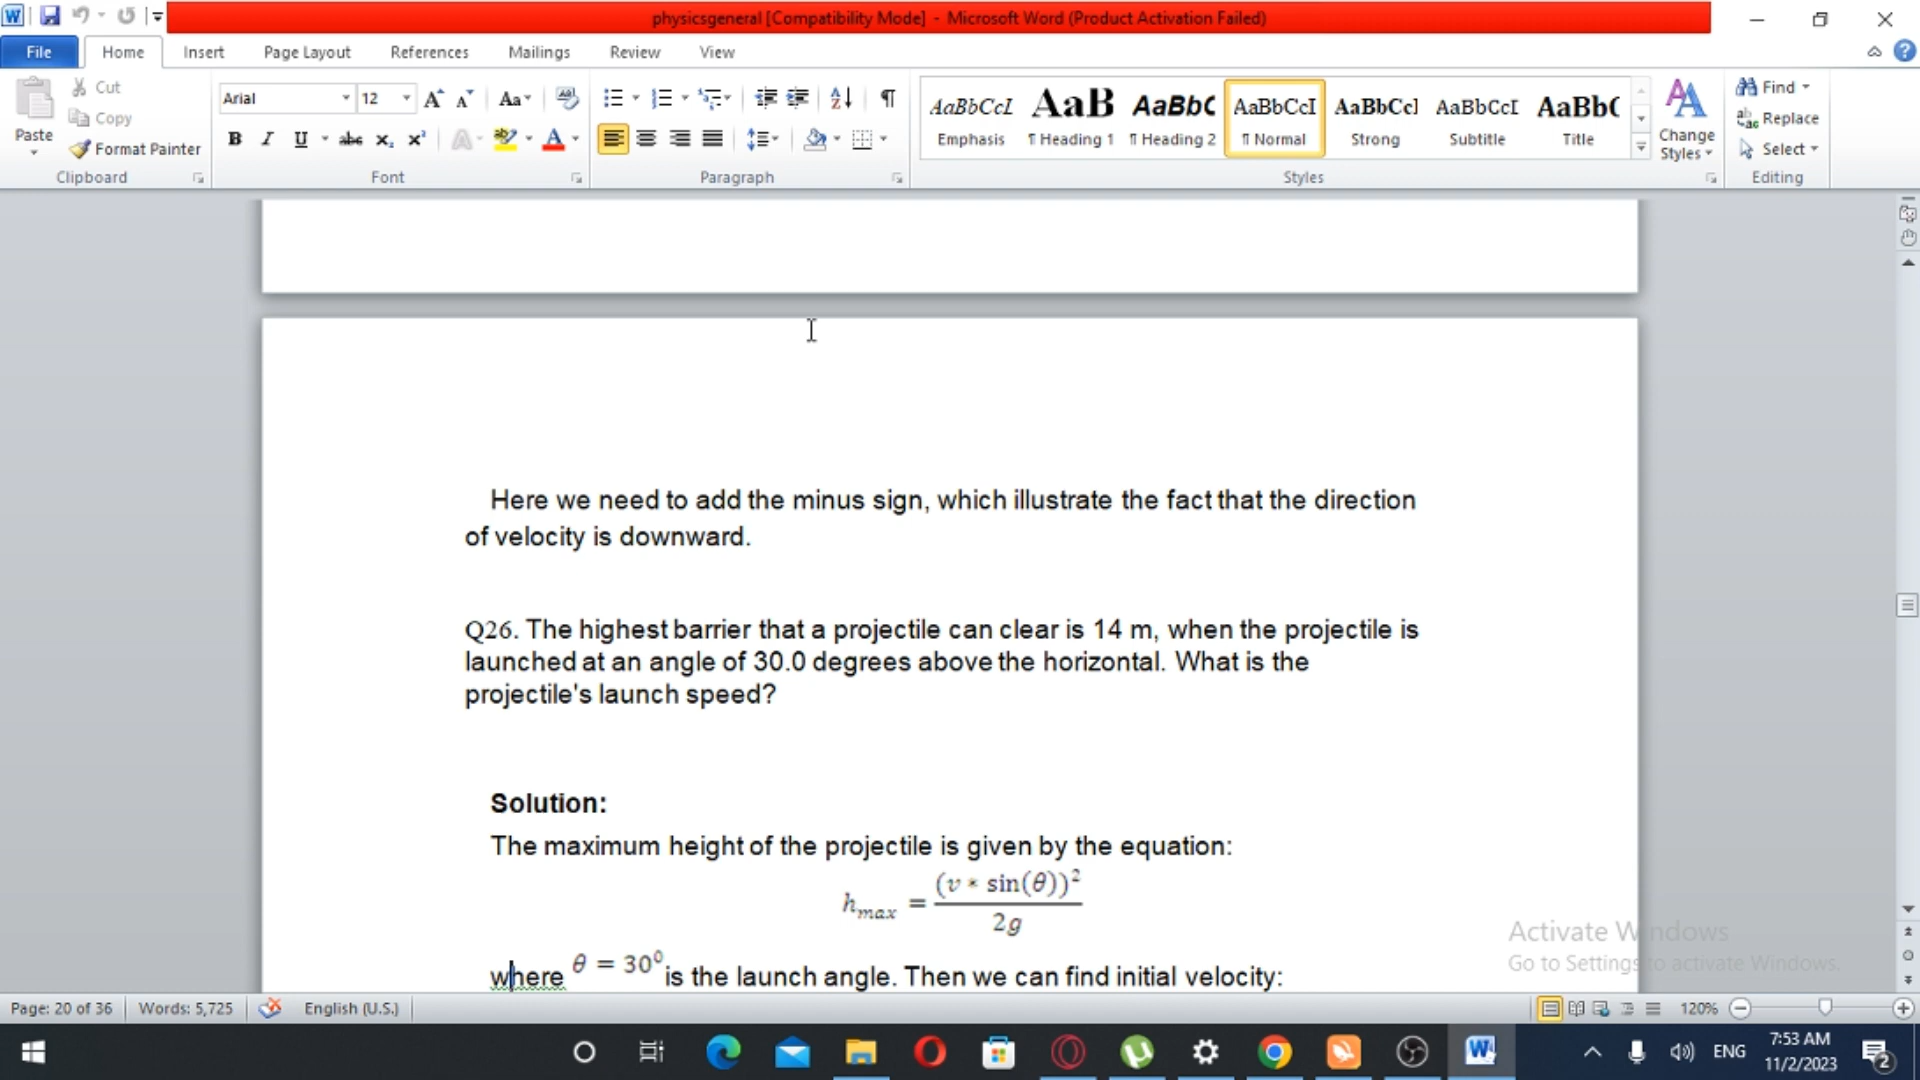 physicsgeneral [Compatibility Mode] - Microsoft Word (Product Activation Failed)
File Home Insert Page Layout References Mailings Review View
Paste
Cut
Copy
Format Painter
Clipboard
Arial 12
Font
Paragraph
AaBbCcI AaB AaBbC AaBbCcI AaBbCcI AaBbCcI AaBb(
Emphasis ¶ Heading 1 ¶ Heading 2 ¶ Normal Strong Subtitle Title
Styles
Change
Styles
Find
Replace
Select
Editing
Here we need to add the minus sign, which illustrate the fact that the direction
of velocity is downward.
Q26. The highest barrier that a projectile can clear is 14 m, when the projectile is
launched at an angle of 30.0 degrees above the horizontal. What is the
projectile's launch speed?
Solution:
The maximum height of the projectile is given by the equation:
h_max = (v * sin(θ))² / 2g
where θ = 30⁰ is the launch angle. Then we can find initial velocity:
Activate Windows
Go to Settings to activate Windows.
Page: 20 of 36 Words: 5,725 English (U.S.) 120%
ENG
7:53 AM
11/2/2023
2